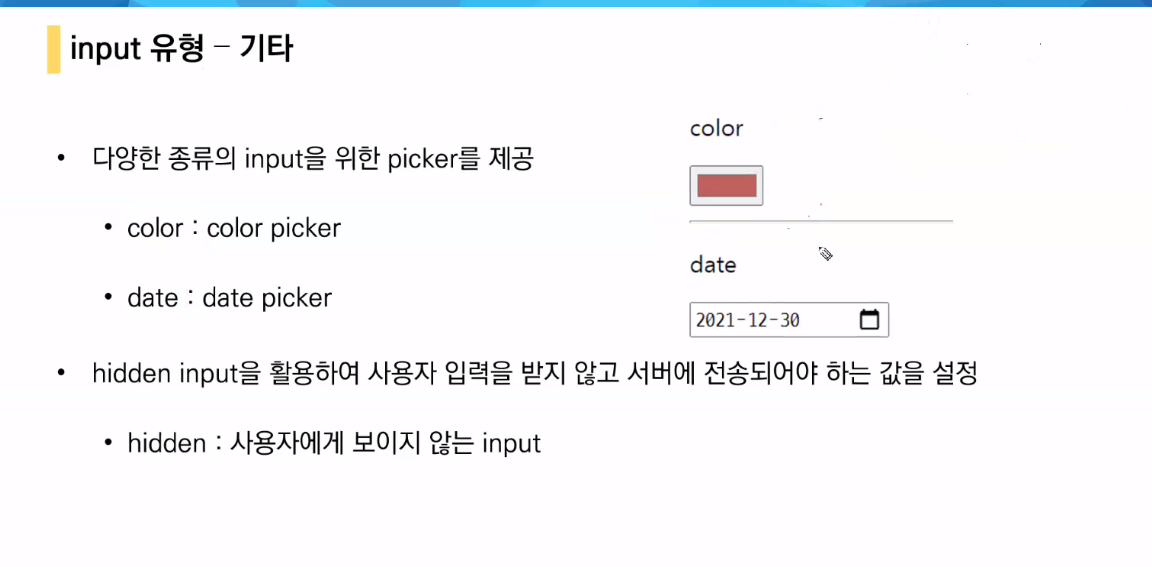 input 유형 – 기타
• 다양한 종류의 input을 위한 picker를 제공
• color : color picker
• date : date picker
• hidden input을 활용하여 사용자 입력을 받지 않고 서버에 전송되어야 하는 값을 설정
• hidden : 사용자에게 보이지 않는 input
color
date
2021-12-30